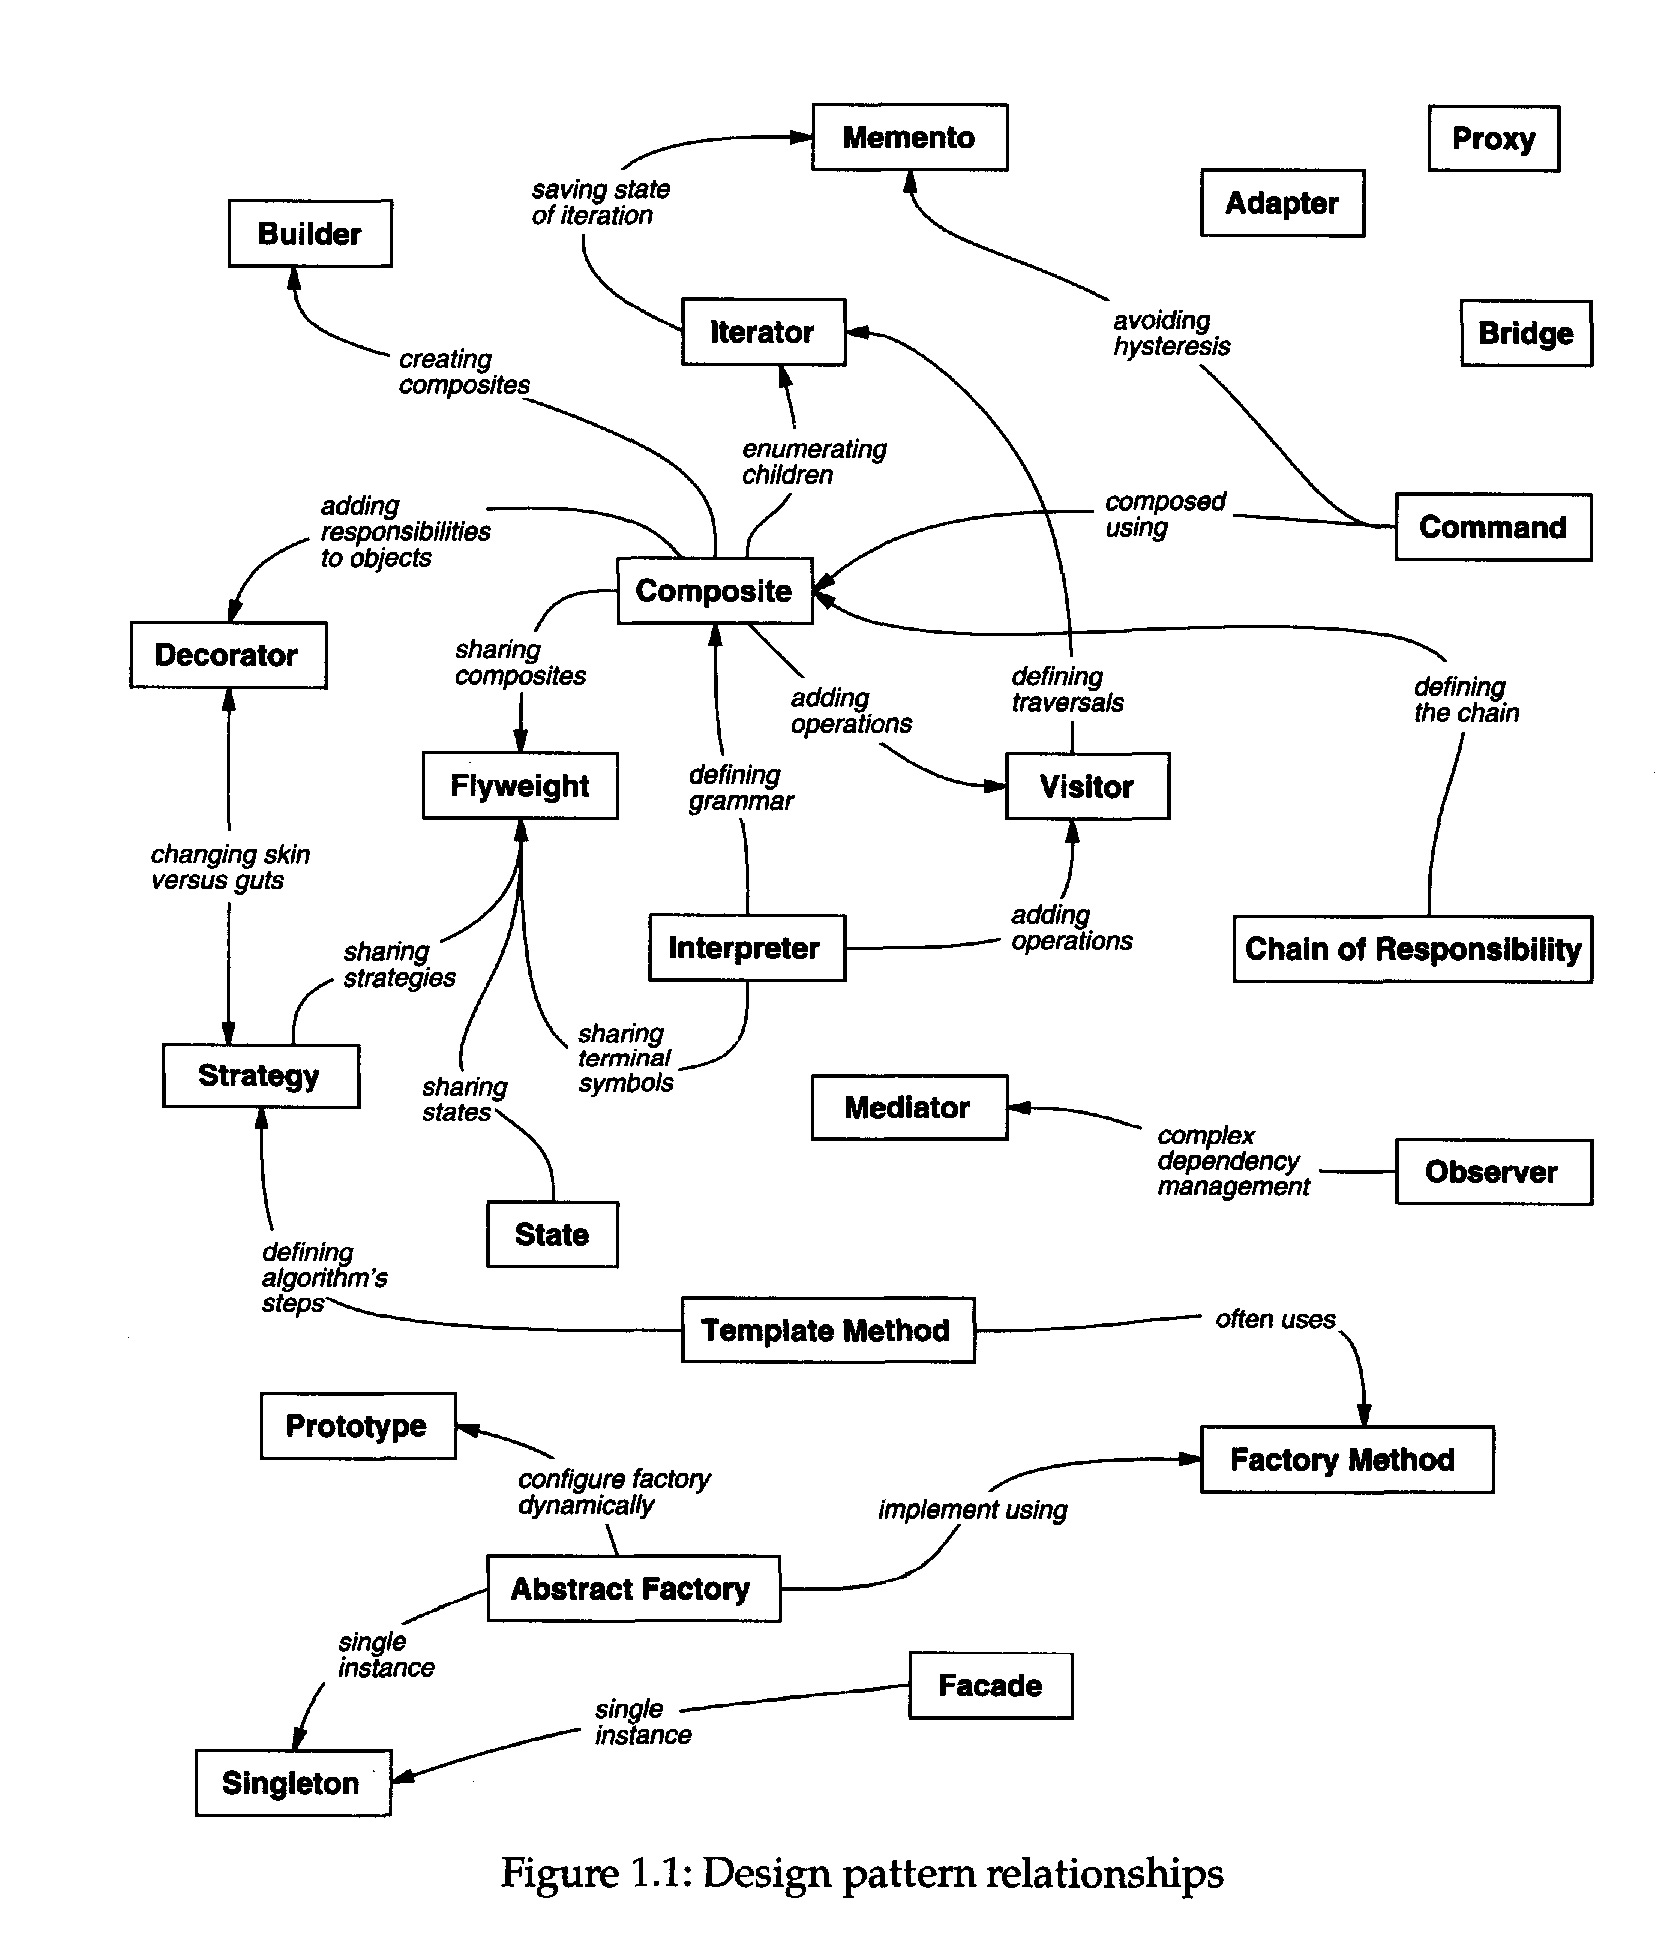 Memento
Proxy
Adapter
saving state
of iteration
Builder
Iterator
avoiding
hysteresis
Bridge
creating
composites
enumerating
children
adding
responsibilities
to objects
composed
using
Command
Composite
Decorator
sharing
composites
adding
operations
defining
traversals
defining
the chain
Flyweight
defining
grammar
Visitor
changing skin
versus guts
sharing
strategies
Interpreter
adding
operations
Chain of Responsibility
Strategy
sharing
states
sharing
terminal
symbols
Mediator
complex
dependency
management
Observer
State
defining
algorithm's
steps
Template Method
often uses
Prototype
Factory Method
configure factory
dynamically
implement using
Abstract Factory
single
instance
Facade
single
instance
Singleton
Figure 1.1: Design pattern relationships